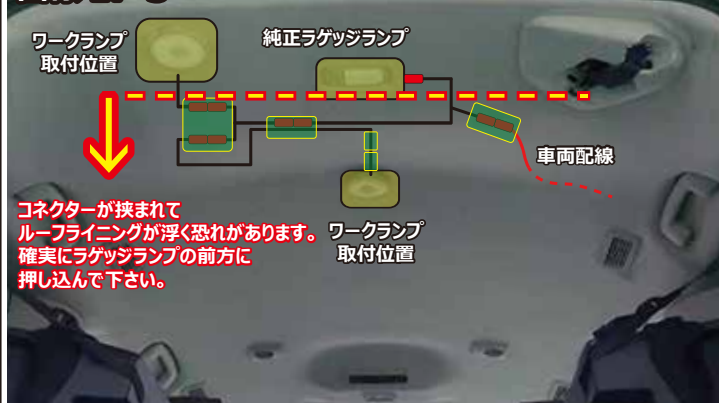 ワークランプ
取付位置
純正ラゲッジランプ
車両配線
コネクターが挟まれて
ルーフライニングが浮く恐れがあります。
確実にラゲッジランプの前方に
押し込んで下さい。
ワークランプ
取付位置